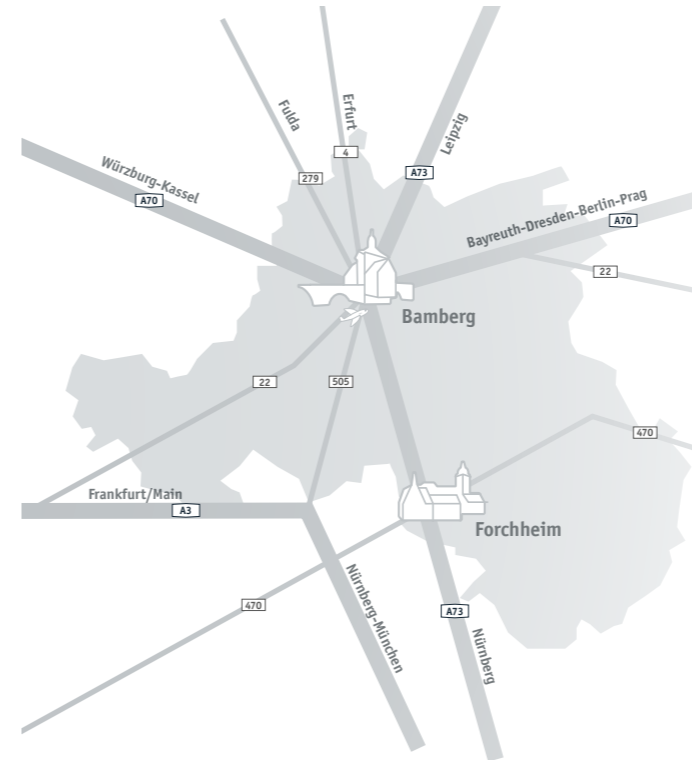 Fulda
Erfurt
Leipzig
4
279
A73
Würzburg-Kassel
A70
Bayreuth-Dresden-Berlin-Prag
A70
22
Bamberg
22
505
470
Frankfurt/Main
A3
Forchheim
470
Nürnberg-München
A73
Nürnberg